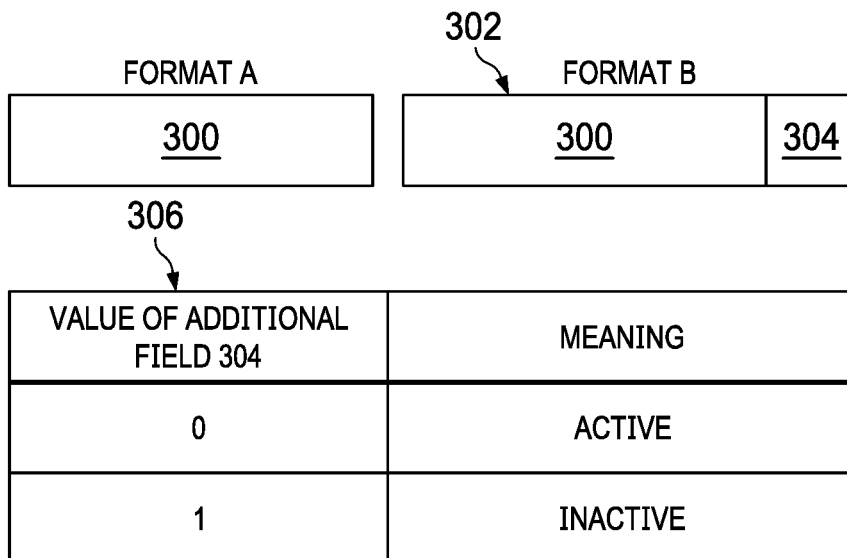 302
FORMAT A FORMAT B
300 300 304
306
VALUE OF ADDITIONAL FIELD 304 MEANING
0 ACTIVE
1 INACTIVE